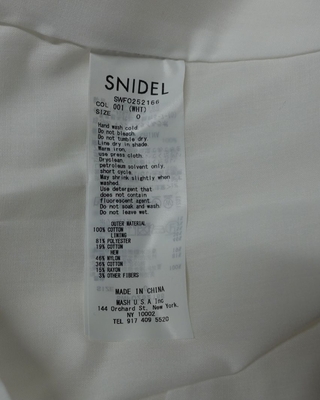 SNIDEL
SWFO252166
COL 001 (WHT)
SIZE 0
Hand wash cold
Do not bleach.
Do not tumble dry
Line dry in shade
Warm iron,
use press cloth.
Dryclean,
petroleum solvent only.
short cycle.
May shrink slightly when
washed.
Use detergent that
does not contain
fluorescent agent.
Do not soak and wash
Do not leave wet.
OUTER MATERIAL
100% COTTON
LINING
81% POLYESTER
19% COTTON
HEW
46% NYLON
36% COTTON
15% RAYON
3% OTHER FIBERS
MADE IN CHINA
MASH U.S.A Inc
144 Orchard St. New York.
NY 10002
TEL 917 409 5520